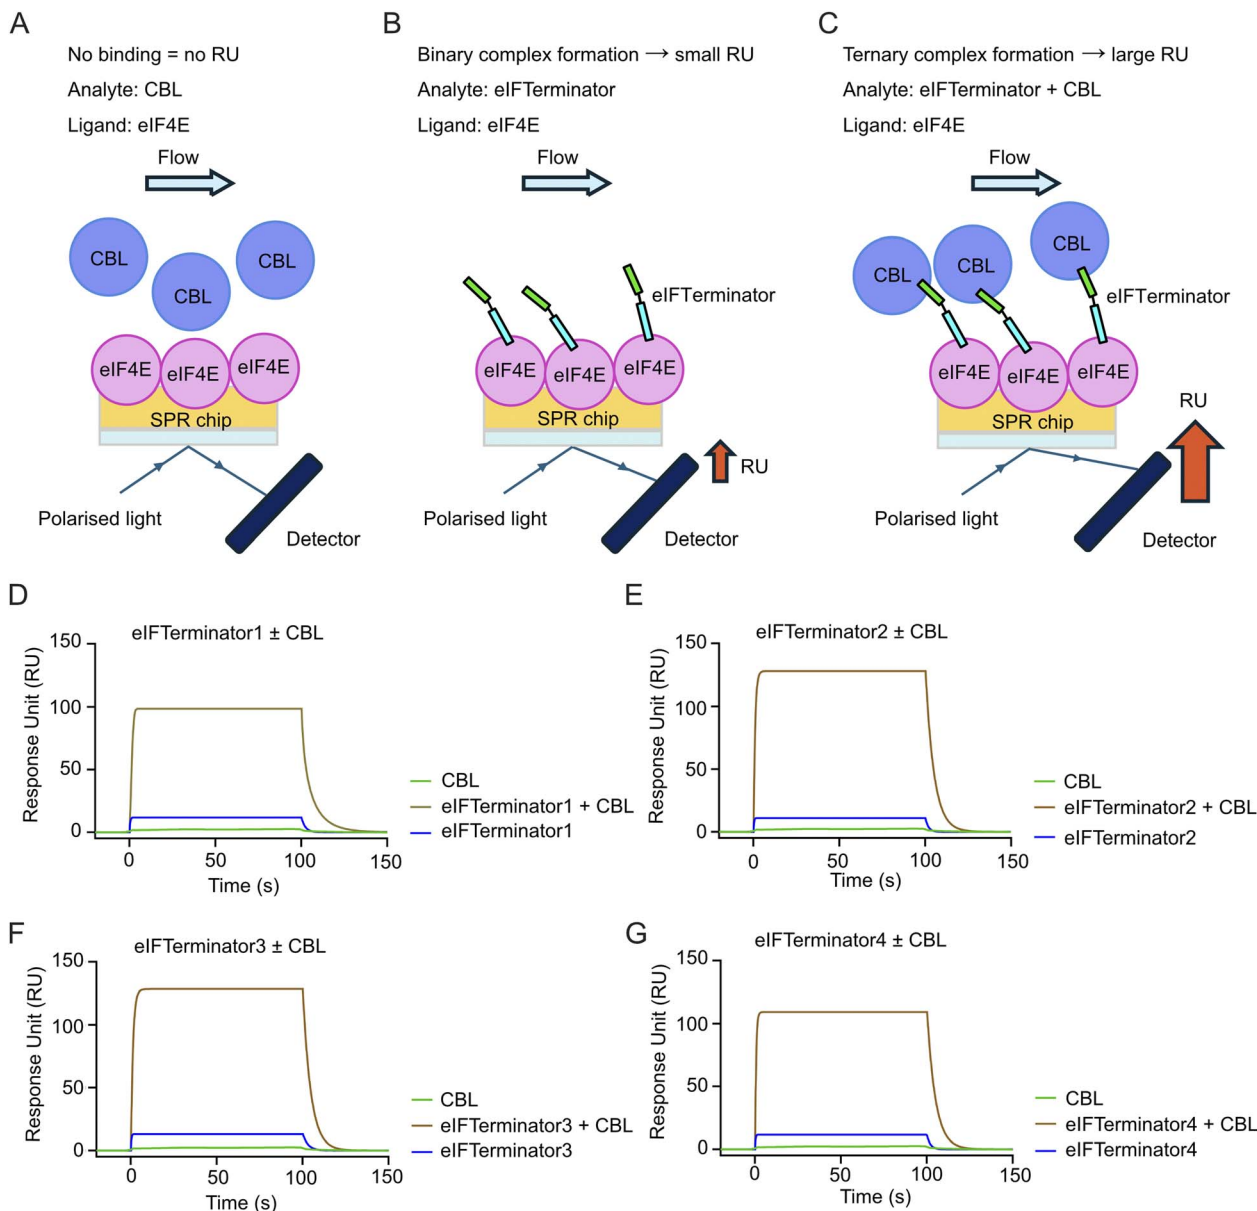 A
No binding = no RU
Analyte: CBL
Ligand: eIF4E
Flow
CBL
CBL
CBL
eIF4E
eIF4E
eIF4E
SPR chip
Polarised light
Detector
B
Binary complex formation → small RU
Analyte: eIFTerminator
Ligand: eIF4E
Flow
eIFTerminator
eIF4E
eIF4E
eIF4E
SPR chip
RU
Polarised light
Detector
C
Ternary complex formation → large RU
Analyte: eIFTerminator + CBL
Ligand: eIF4E
Flow
CBL
CBL
CBL
eIFTerminator
eIF4E
eIF4E
eIF4E
SPR chip
RU
Polarised light
Detector
D
eIFTerminator1 ± CBL
Response Unit (RU)
150
100
50
0
0 50 100 150
Time (s)
CBL
eIFTerminator1 + CBL
eIFTerminator1
E
eIFTerminator2 ± CBL
Response Unit (RU)
150
100
50
0
0 50 100 150
Time (s)
CBL
eIFTerminator2 + CBL
eIFTerminator2
F
eIFTerminator3 ± CBL
Response Unit (RU)
150
100
50
0
0 50 100 150
Time (s)
CBL
eIFTerminator3 + CBL
eIFTerminator3
G
eIFTerminator4 ± CBL
Response Unit (RU)
150
100
50
0
0 50 100 150
Time (s)
CBL
eIFTerminator4 + CBL
eIFTerminator4